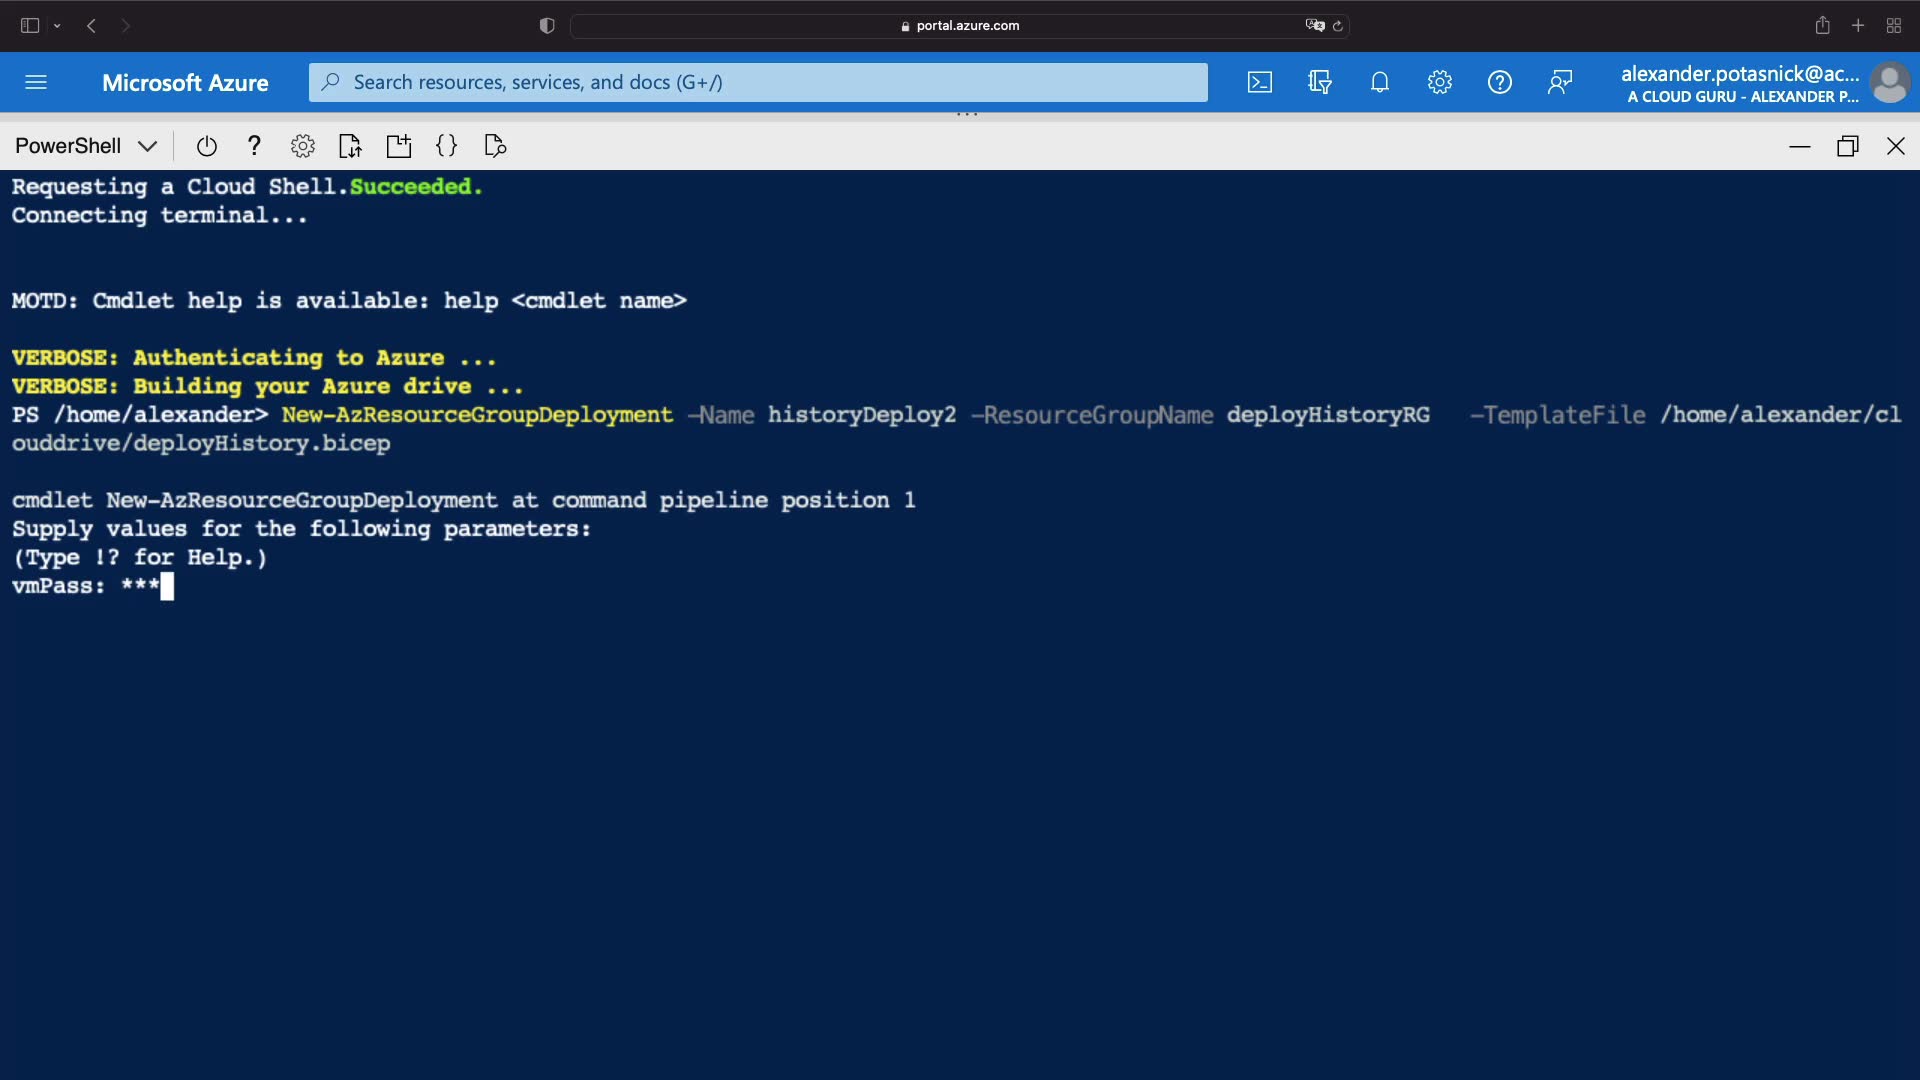 portal.azure.com
Microsoft Azure
Search resources, services, and docs (G+/)
alexander.potasnick@ac...
A CLOUD GURU - ALEXANDER P...
PowerShell
Requesting a Cloud Shell.Succeeded.
Connecting terminal...
MOTD: Cmdlet help is available: help <cmdlet name>
VERBOSE: Authenticating to Azure ...
VERBOSE: Building your Azure drive ...
PS /home/alexander> New-AzResourceGroupDeployment -Name historyDeploy2 -ResourceGroupName deployHistoryRG   -TemplateFile /home/alexander/cl
ouddrive/deployHistory.bicep
cmdlet New-AzResourceGroupDeployment at command pipeline position 1
Supply values for the following parameters:
(Type !? for Help.)
vmPass: ***